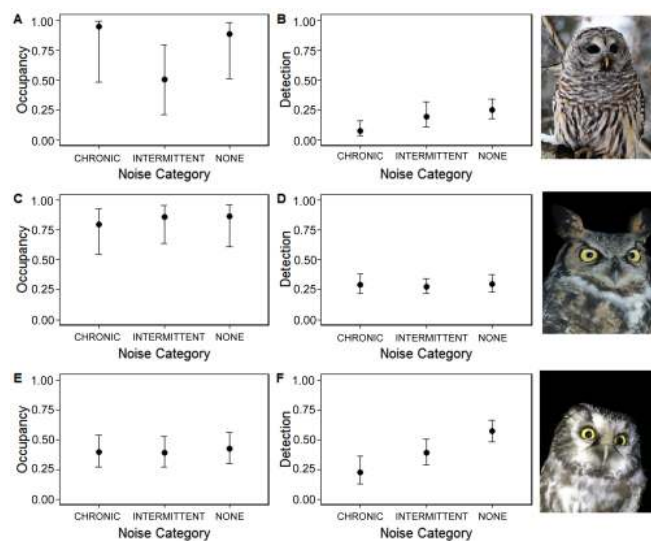 A
1.00
0.75
0.50
0.25
0.00
Occupancy
CHRONIC INTERMITTENT NONE
Noise Category
B
1.00
0.75
0.50
0.25
0.00
Detection
CHRONIC INTERMITTENT NONE
Noise Category
C
1.00
0.75
0.50
0.25
0.00
Occupancy
CHRONIC INTERMITTENT NONE
Noise Category
D
1.00
0.75
0.50
0.25
0.00
Detection
CHRONIC INTERMITTENT NONE
Noise Category
E
1.00
0.75
0.50
0.25
0.00
Occupancy
CHRONIC INTERMITTENT NONE
Noise Category
F
1.00
0.75
0.50
0.25
0.00
Detection
CHRONIC INTERMITTENT NONE
Noise Category